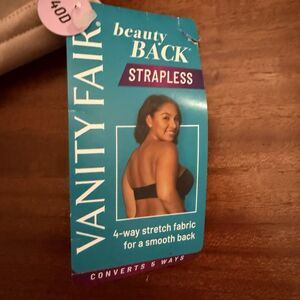 40D
VANITY FAIR®
beauty
BACK®
STRAPLESS
4-way stretch fabric
for a smooth back
CONVERTS 5 WAYS